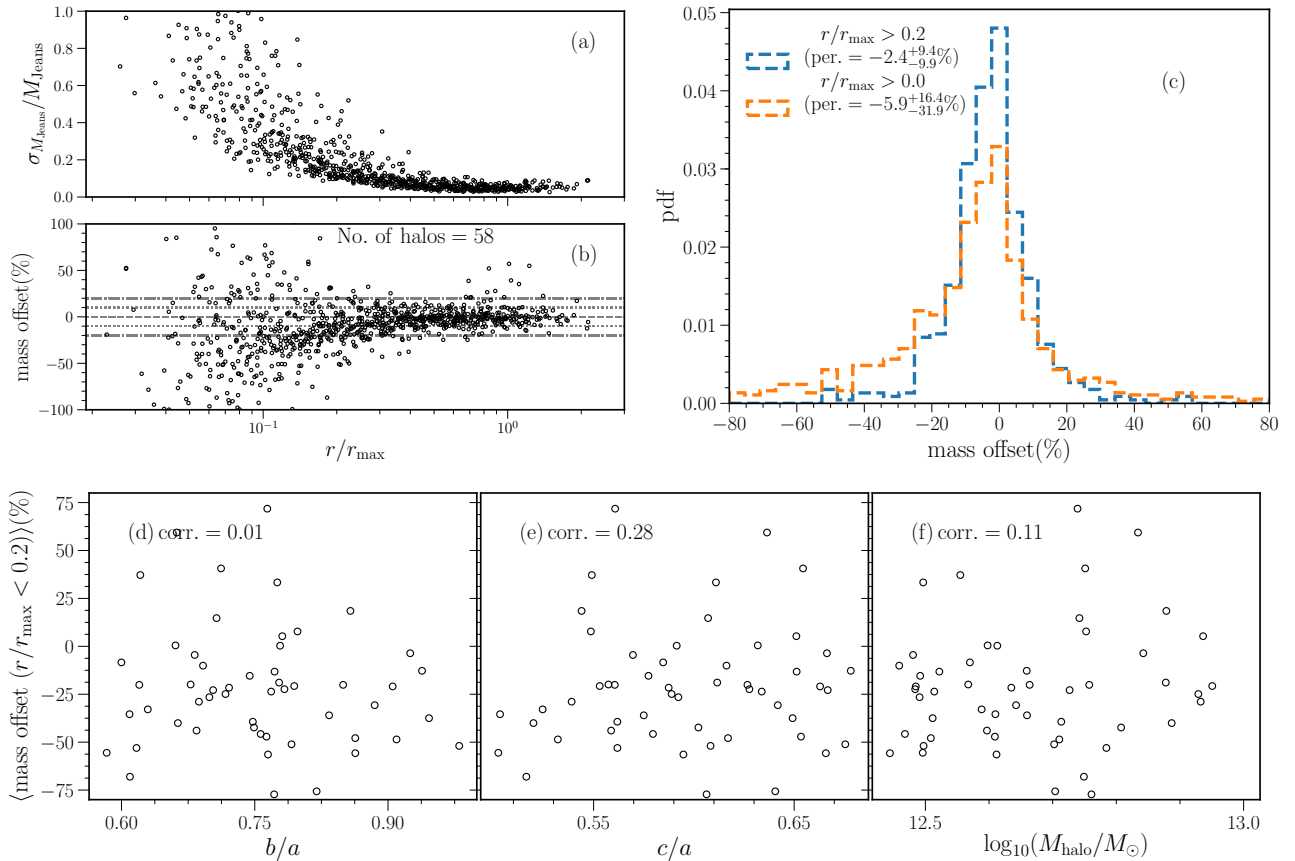 σ_{M_Jeans}/M_Jeans
1.0
0.8
0.6
0.4
0.2
0.0
(a)
mass offset(%)
100
50
0
−50
−100
No. of halos = 58
(b)
10^{−1}
10^{0}
r/r_max
pdf
0.05
0.04
0.03
0.02
0.01
0.00
r/r_max > 0.2
(per. = −2.4^{+9.4}_{−9.9}%)
r/r_max > 0.0
(per. = −5.9^{+16.4}_{−31.9}%)
(c)
−80
−60
−40
−20
0
20
40
60
80
mass offset(%)
⟨mass offset (r/r_max < 0.2)⟩(%)
75
50
25
0
−25
−50
−75
(d) corr. = 0.01
0.60
0.75
0.90
b/a
(e) corr. = 0.28
0.55
0.65
c/a
(f) corr. = 0.11
12.5
13.0
log_{10}(M_halo/M_⊙)